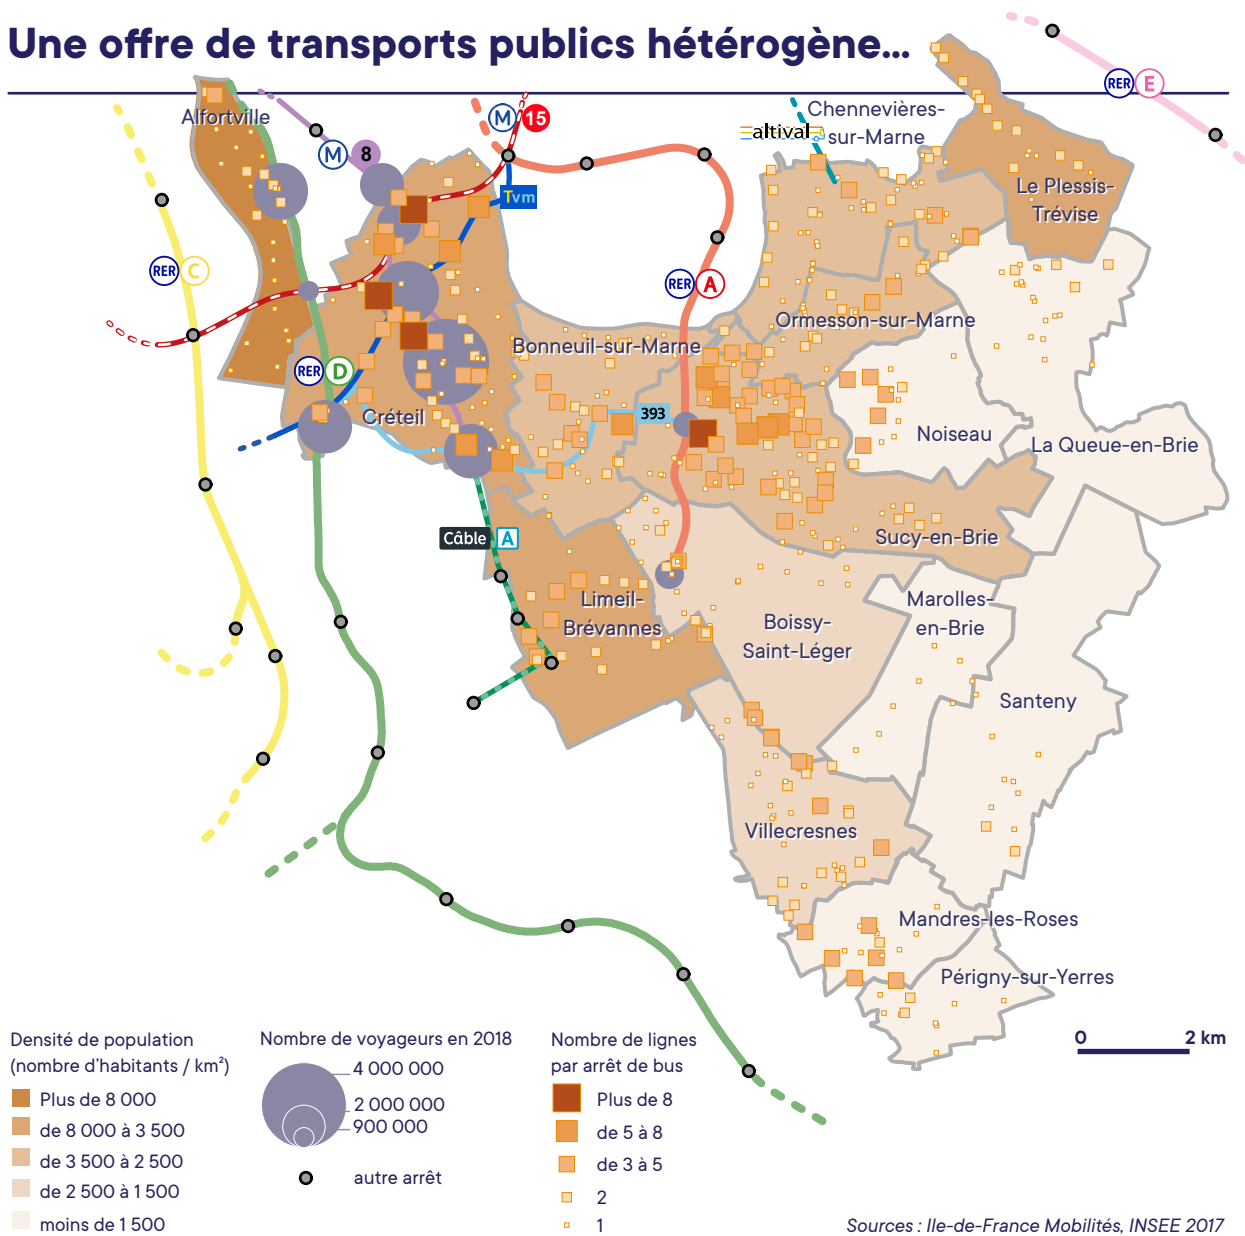 Une offre de transports publics hétérogène...
RER E
Alfortville
M 8
M 15
altival
Chennevières-
sur-Marne
Le Plessis-
Trévise
Tvm
RER C
RER A
Ormesson-sur-Marne
Bonneuil-sur-Marne
RER D
Créteil
393
Noiseau
La Queue-en-Brie
Câble A
Sucy-en-Brie
Limeil-
Brévannes
Boissy-
Saint-Léger
Marolles-
en-Brie
Santeny
Villecresnes
Mandres-les-Roses
Périgny-sur-Yerres
Densité de population
(nombre d'habitants / km²)
Plus de 8 000
de 8 000 à 3 500
de 3 500 à 2 500
de 2 500 à 1 500
moins de 1 500
Nombre de voyageurs en 2018
4 000 000
2 000 000
900 000
autre arrêt
Nombre de lignes
par arrêt de bus
Plus de 8
de 5 à 8
de 3 à 5
2
1
0 2 km
Sources : Ile-de-France Mobilités, INSEE 2017